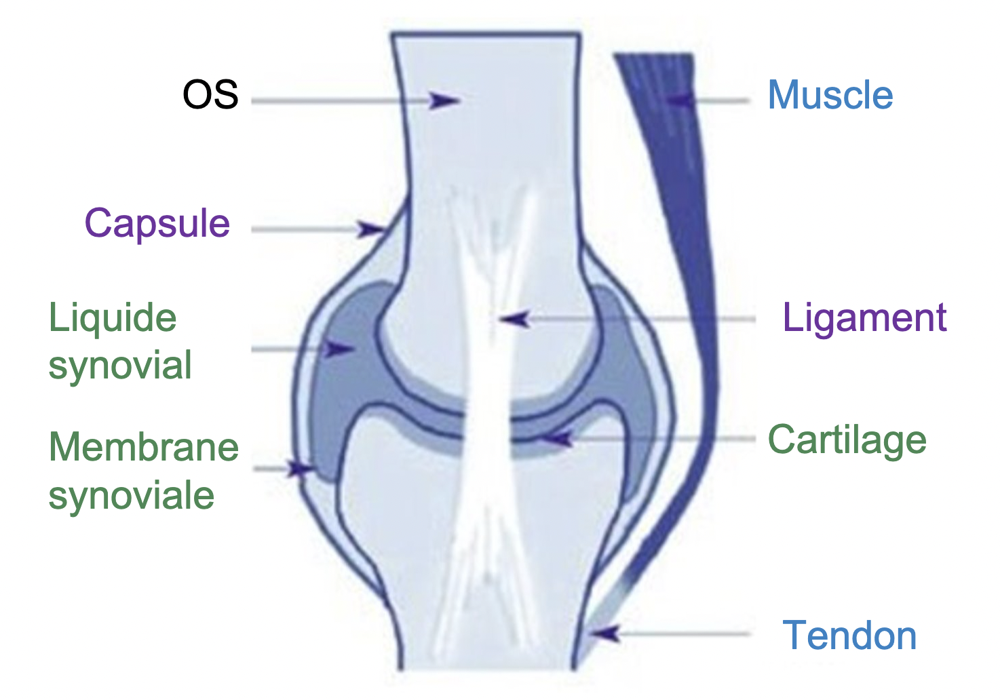 OS
Muscle
Capsule
Liquide
synovial
Ligament
Membrane
synoviale
Cartilage
Tendon